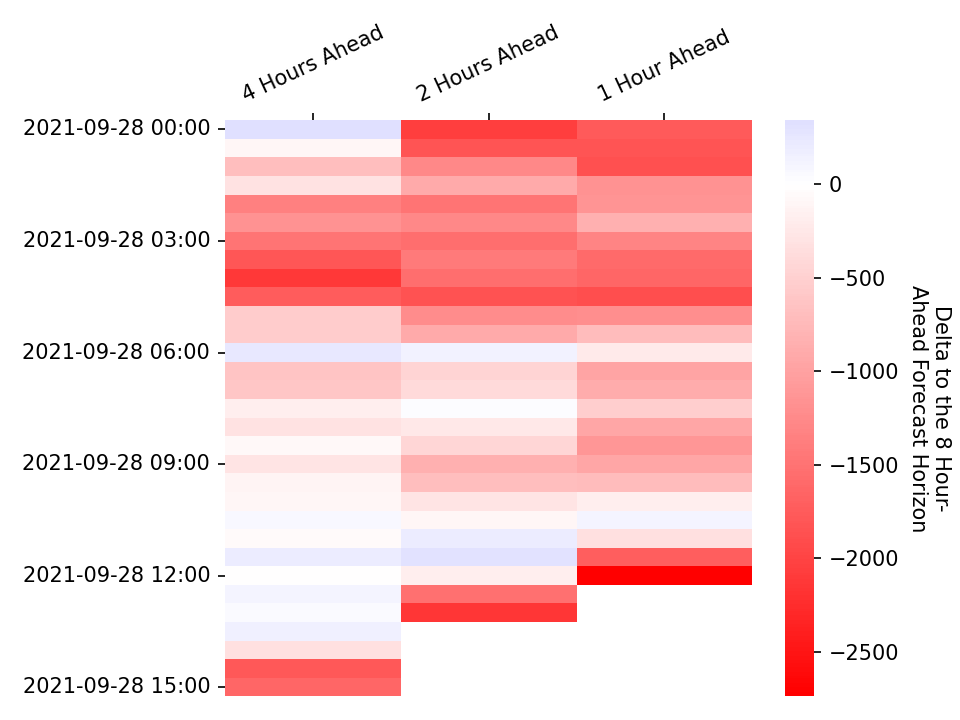 4 Hours Ahead
2 Hours Ahead
1 Hour Ahead
2021-09-28 00:00
2021-09-28 03:00
2021-09-28 06:00
2021-09-28 09:00
2021-09-28 12:00
2021-09-28 15:00
0
−500
−1000
−1500
−2000
−2500
Delta to the 8 Hour-
Ahead Forecast Horizon